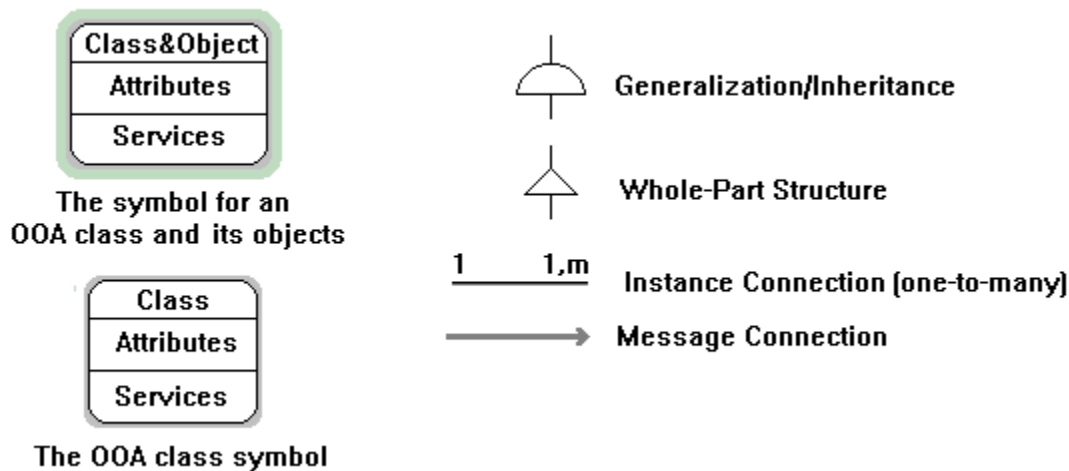 Class&Object
Attributes
Services
The symbol for an
OOA class and its objects
Class
Attributes
Services
The OOA class symbol
Generalization/Inheritance
Whole-Part Structure
1 1,m
Instance Connection (one-to-many)
Message Connection